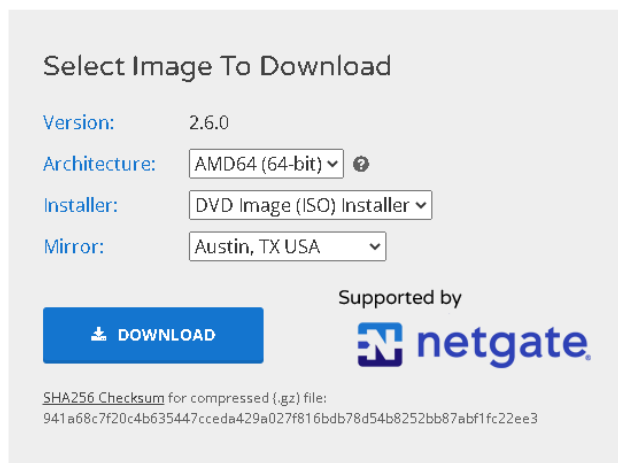 Select Image To Download
Version: 2.6.0
Architecture: AMD64 (64-bit)
Installer: DVD Image (ISO) Installer
Mirror: Austin, TX USA
Supported by
DOWNLOAD
netgate
SHA256 Checksum for compressed (.gz) file:
941a68c7f20c4b635447cceda429a027f816bdb78d54b8252bb87abf1fc22ee3